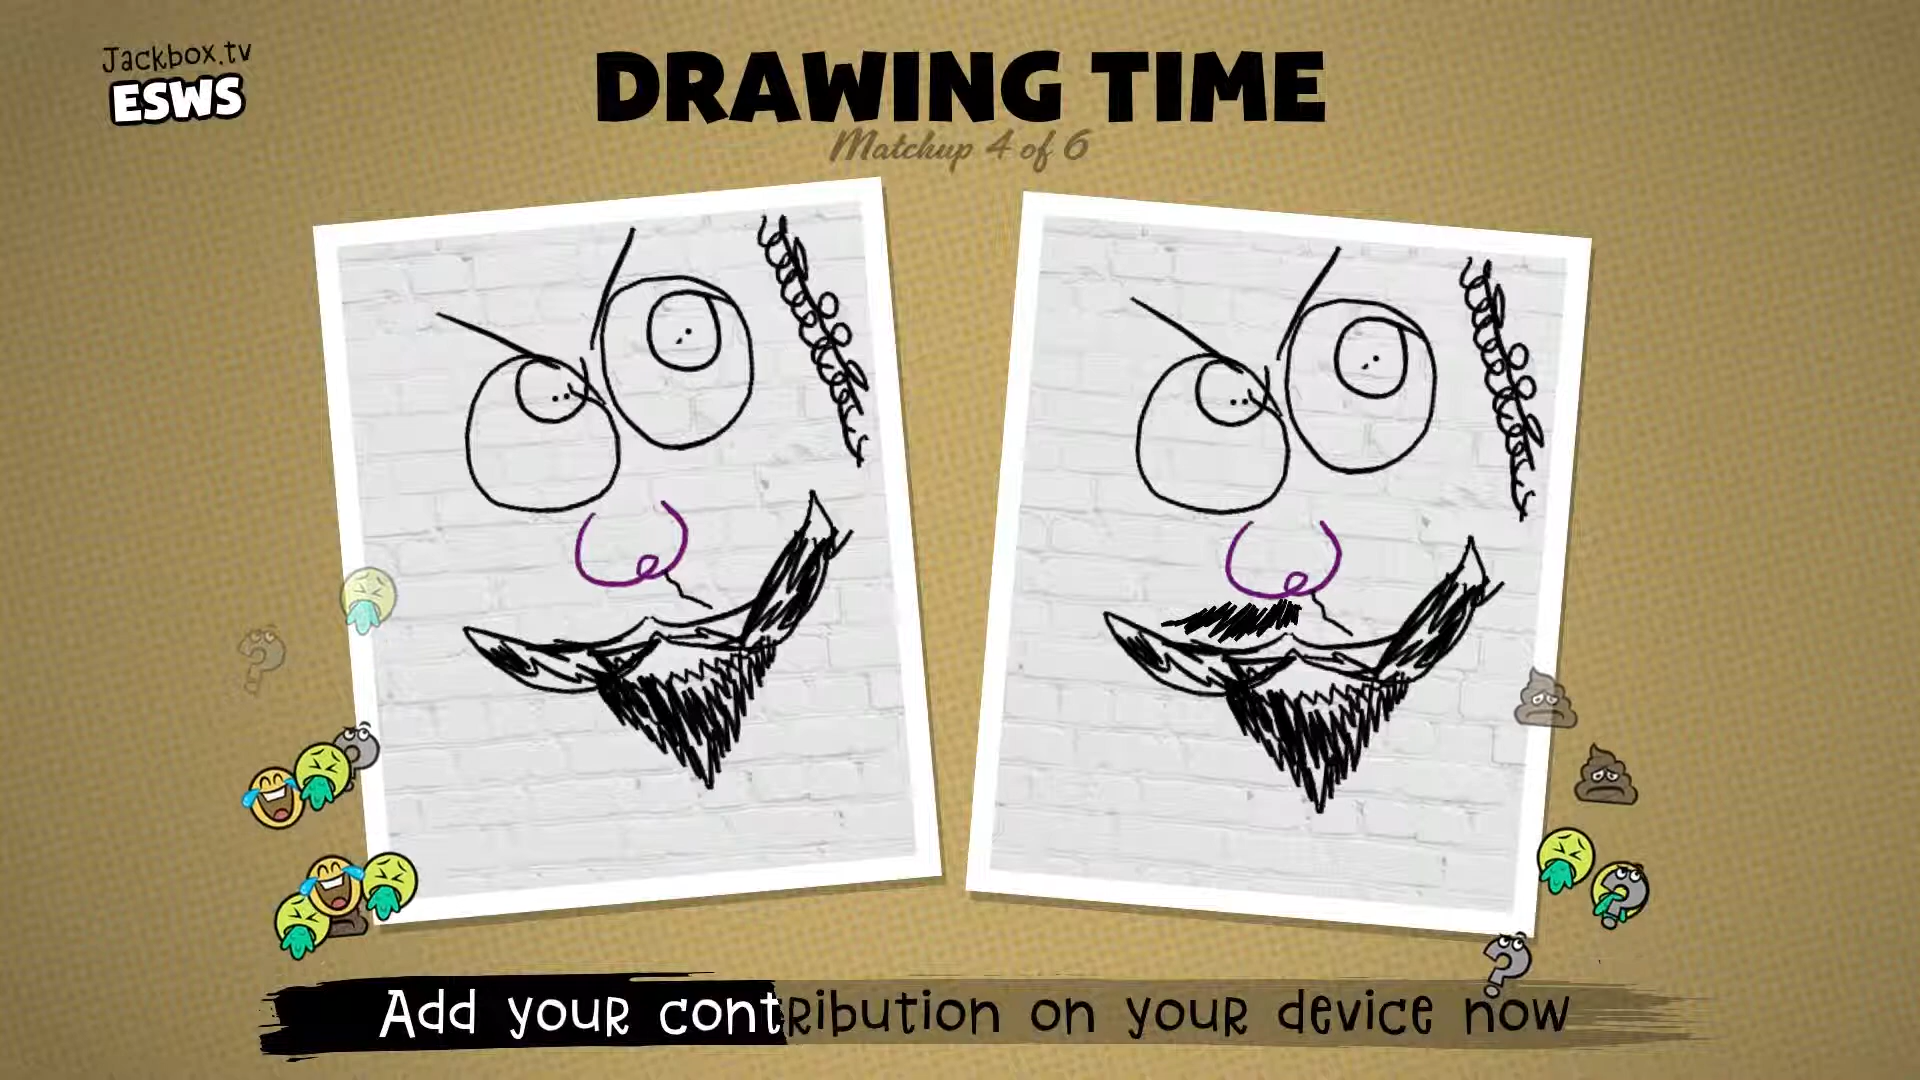 Jackbox.tv
ESWS
DRAWING TIME
Matchup 4 of 6
Add your contribution on your device now